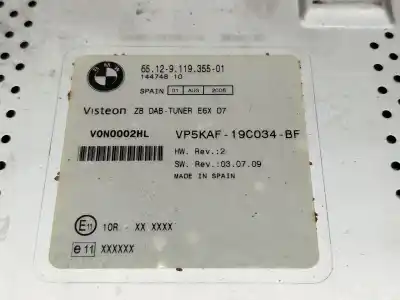 BMW
65.12-9.119.355-01
144748 10
SPAIN 01 AUG 2006
Visteon ZB DAB-TUNER E6X 07
V0N0002HL VP5KAF-19C034-BF
HW. Rev.:2
SW. Rev.:03.07.09
MADE IN SPAIN
E11 10R - XX XXXX
e11 XXXXXX